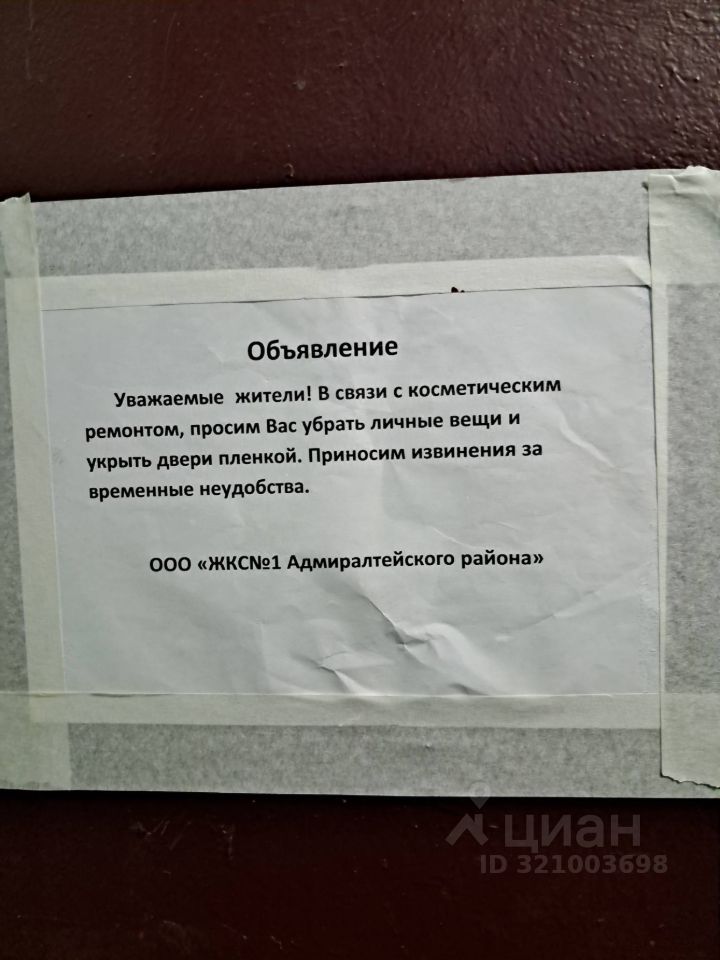 Объявление
Уважаемые жители! В связи с косметическим
ремонтом, просим Вас убрать личные вещи и
укрыть двери пленкой. Приносим извинения за
временные неудобства.
ООО «ЖКС№1 Адмиралтейского района»
циан
ID 321003698